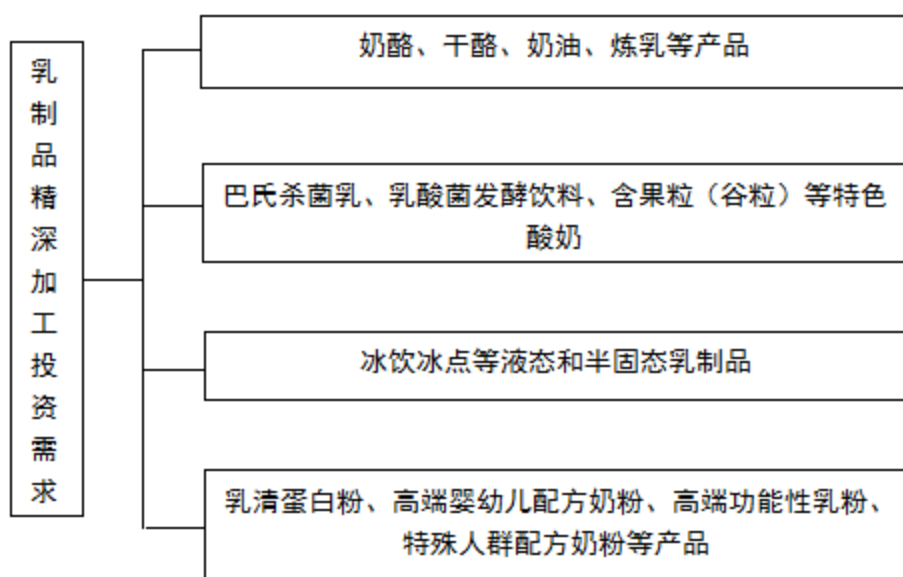 乳制品精深加工投资需求
奶酪、干酪、奶油、炼乳等产品
巴氏杀菌乳、乳酸菌发酵饮料、含果粒（谷粒）等特色
酸奶
冰饮冰点等液态和半固态乳制品
乳清蛋白粉、高端婴幼儿配方奶粉、高端功能性乳粉、
特殊人群配方奶粉等产品